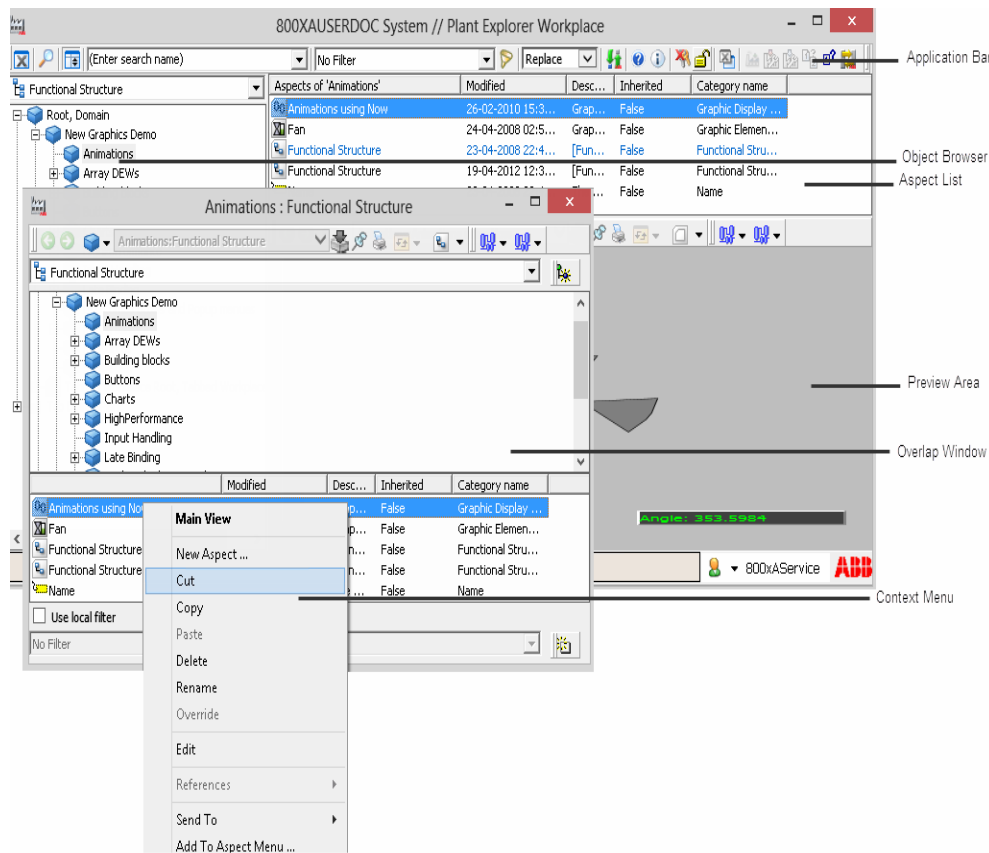 800XAUSERDOC System // Plant Explorer Workplace
(Enter search name)
No Filter
Replace
Application Bar
Functional Structure
Root, Domain
New Graphics Demo
Animations
Array DEWs
Aspects of 'Animations' Modified Desc... Inherited Category name
Animations using Now 26-02-2010 15:3... Grap... False Graphic Display ...
Fan 24-04-2008 02:5... Grap... False Graphic Elemen...
Functional Structure 23-04-2008 22:4... [Fun... False Functional Stru...
Functional Structure 19-04-2012 12:3... [Fun... False Functional Stru...
False Name
Object Browser
Aspect List
Animations : Functional Structure
Animations:Functional Structure
Functional Structure
New Graphics Demo
Animations
Array DEWs
Building blocks
Buttons
Charts
HighPerformance
Input Handling
Late Binding
Preview Area
Overlap Window
Modified Desc... Inherited Category name
Animations using Now False Graphic Display ...
Fan False Graphic Elemen...
Functional Structure False Functional Stru...
Functional Structure False Functional Stru...
Name False Name
Use local filter
No Filter
Angle: 353.5984
800xAService ABB
Context Menu
Main View
New Aspect ...
Cut
Copy
Paste
Delete
Rename
Override
Edit
References
Send To
Add To Aspect Menu ...